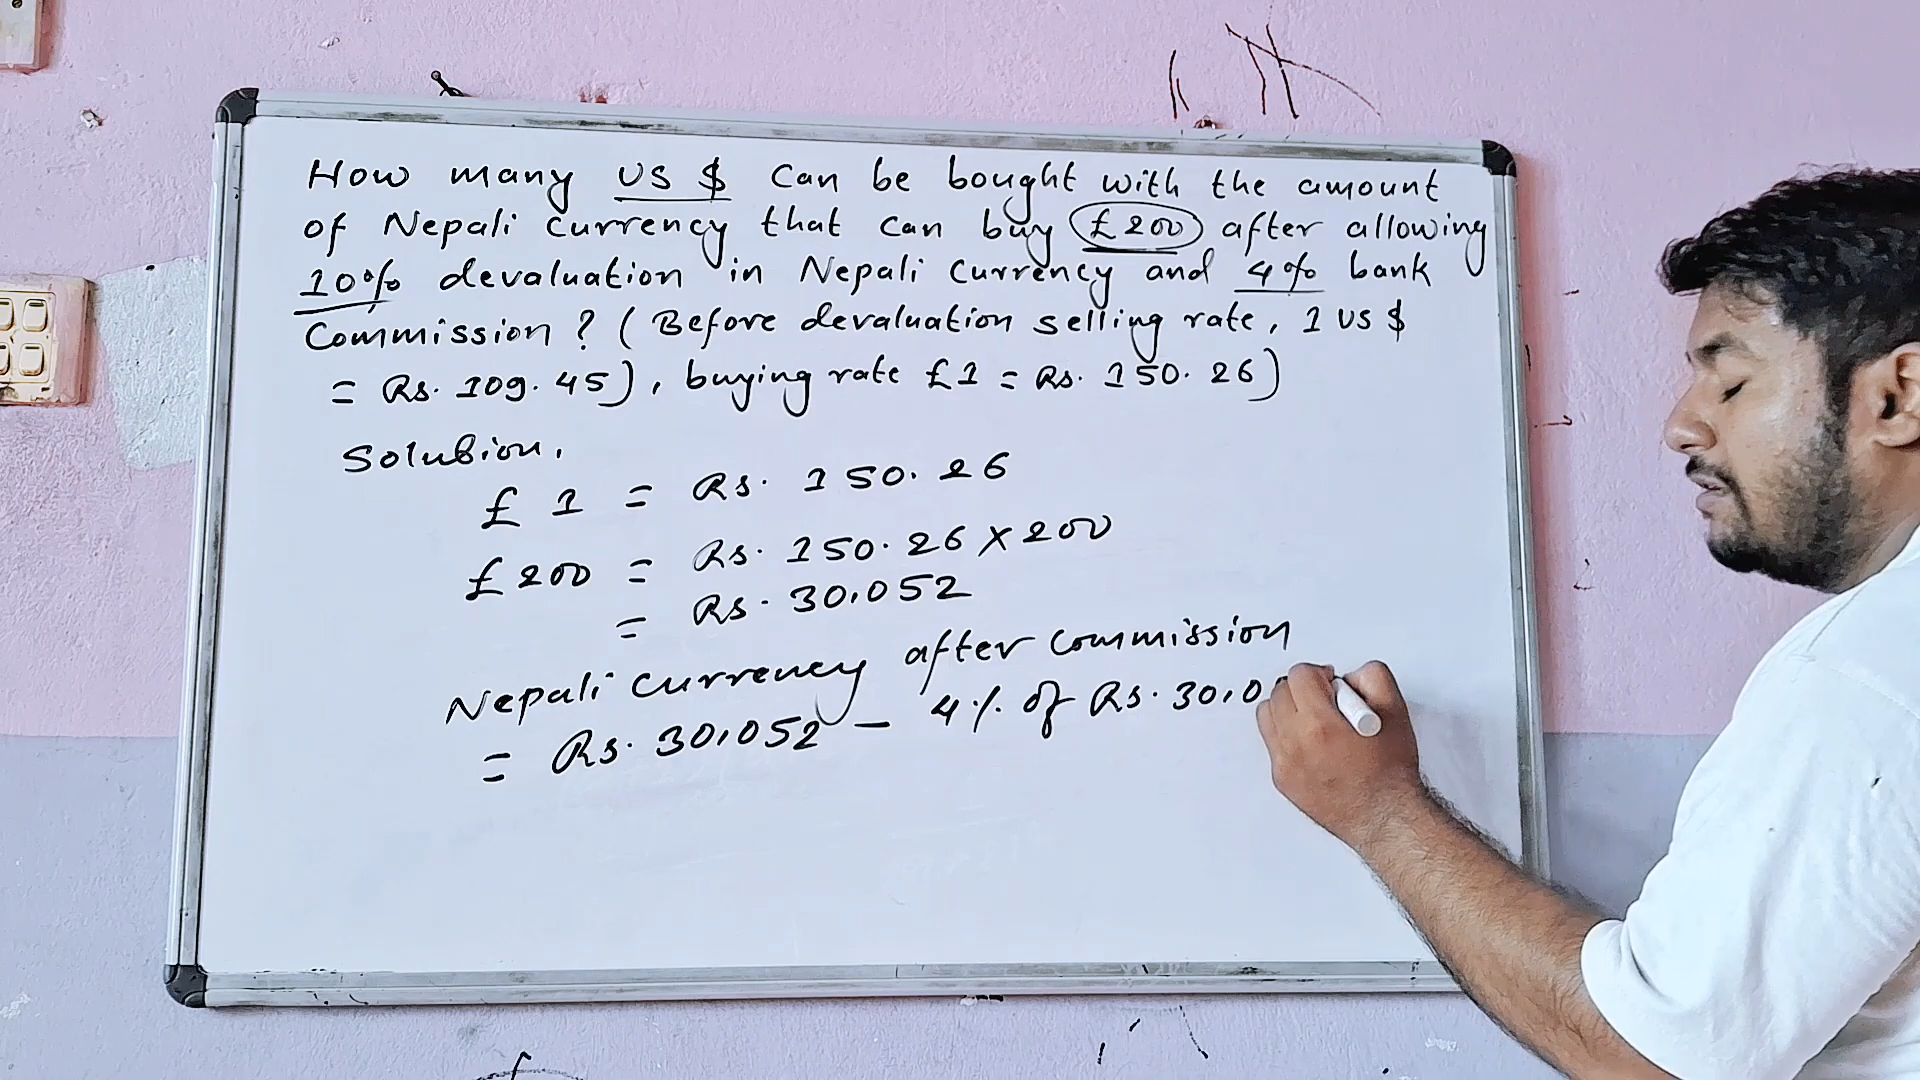 How many US $ can be bought with the amount
of Nepali Currency that can buy £ 200 after allowing
10% devaluation in Nepali Currency and 4% bank
Commission? (Before devaluation selling rate, 1 US $
= Rs. 109.45), buying rate £1 = Rs. 150.26)
Solution,
£ 1 = Rs. 150.26
£ 200 = Rs. 150.26 × 200
= Rs. 30,052
Nepali Currency after Commission
= Rs. 30,052 - 4% of Rs. 30,0